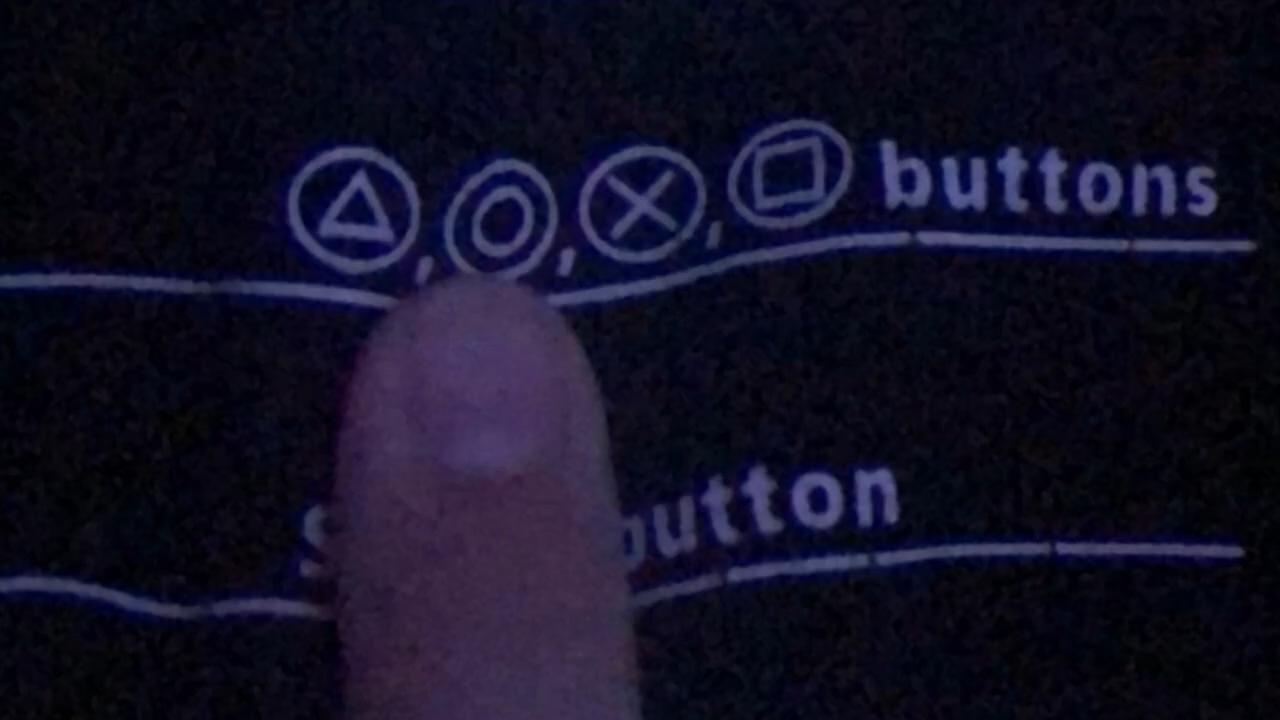 △, ○, ✕, □ buttons
button